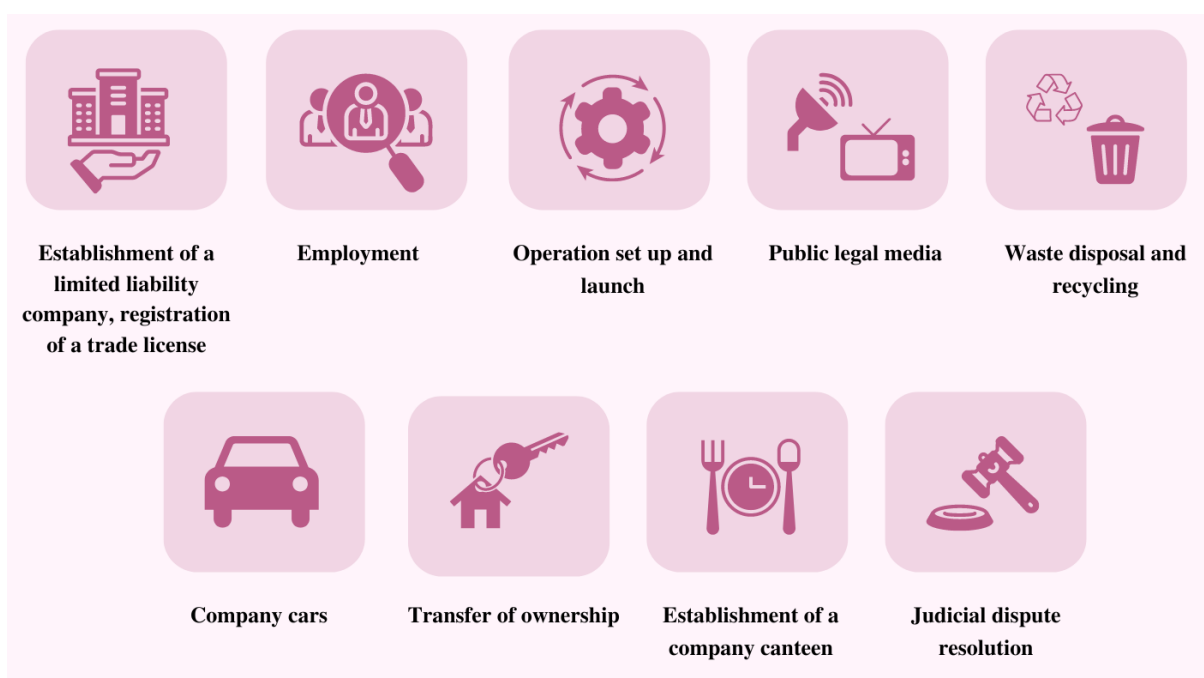 Establishment of a
limited liability
company, registration
of a trade license
Employment
Operation set up and
launch
Public legal media
Waste disposal and
recycling
Company cars
Transfer of ownership
Establishment of a
company canteen
Judicial dispute
resolution